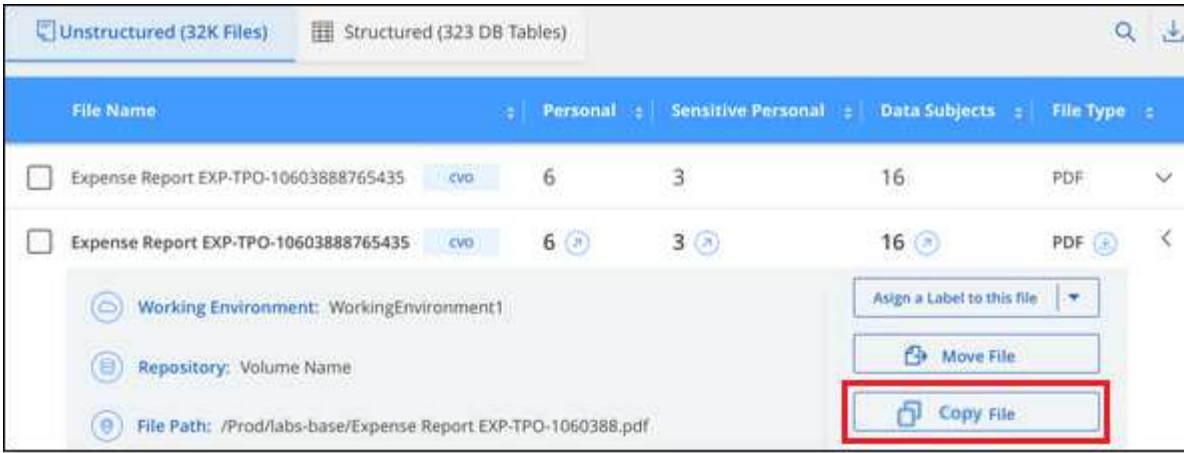 Unstructured (32K Files) Structured (323 DB Tables)
File Name Personal Sensitive Personal Data Subjects File Type
Expense Report EXP-TPO-10603888765435 CVO 6 3 16 PDF
Expense Report EXP-TPO-10603888765435 CVO 6 3 16 PDF
Working Environment: WorkingEnvironment1 Asign a Label to this file
Move File
Repository: Volume Name
Copy File
File Path: /Prod/labs-base/Expense Report EXP-TPO-1060388.pdf